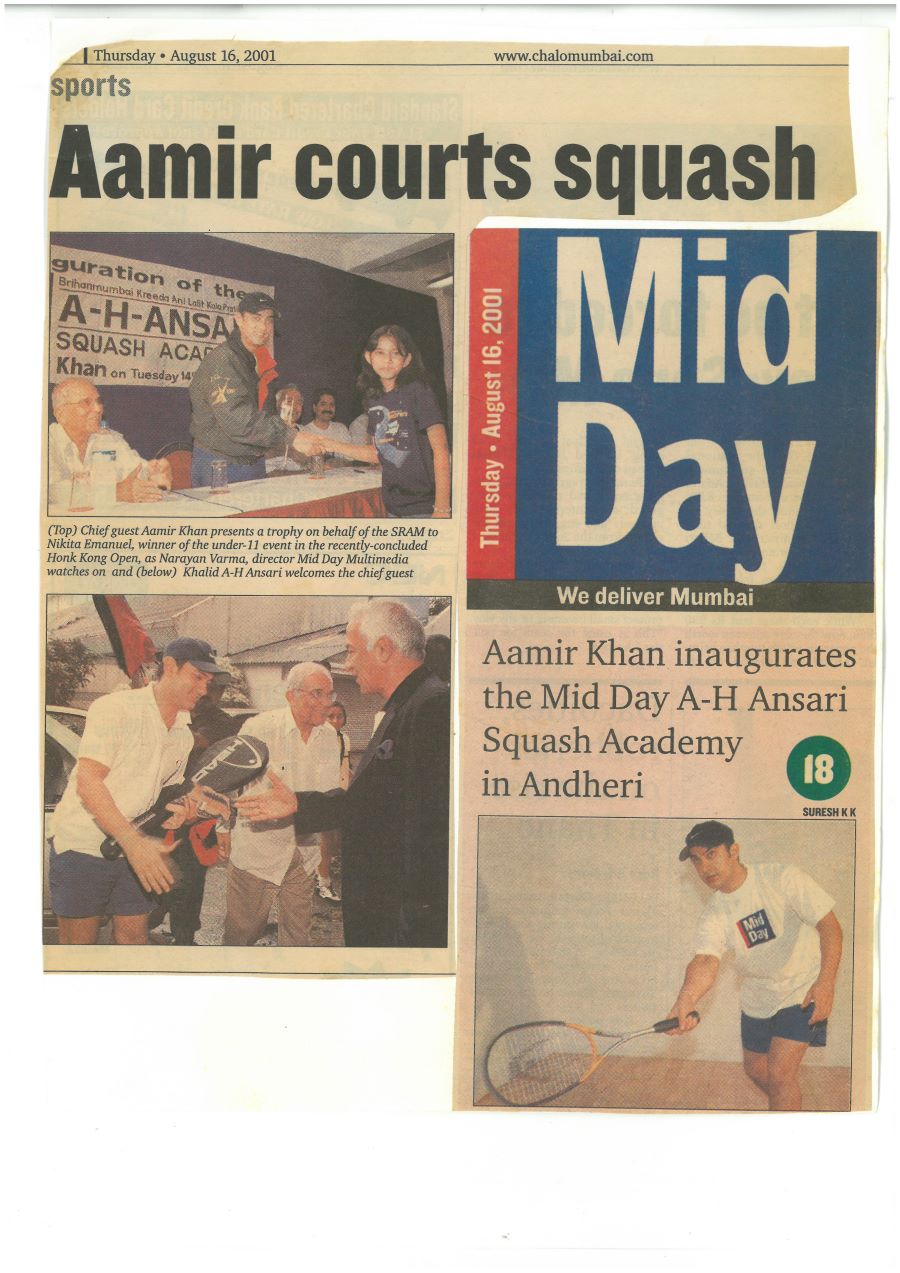 Thursday • August 16, 2001
www.chalomumbai.com
sports
Aamir courts squash
guration of the
Brihanmumbai Kreeda Ani Lalit Kala Prati
A-H-ANSA
SQUASH ACAD
Khan on Tuesday 14
(Top) Chief guest Aamir Khan presents a trophy on behalf of the SRAM to
Nikita Emanuel, winner of the under-11 event in the recently-concluded
Honk Kong Open, as Narayan Varma, director Mid Day Multimedia
watches on and (below) Khalid A-H Ansari welcomes the chief guest
HEAD
Thursday • August 16, 2001
Mid
Day
We deliver Mumbai
Aamir Khan inaugurates
the Mid Day A-H Ansari
Squash Academy
in Andheri
18
SURESH K K
Mid
Day